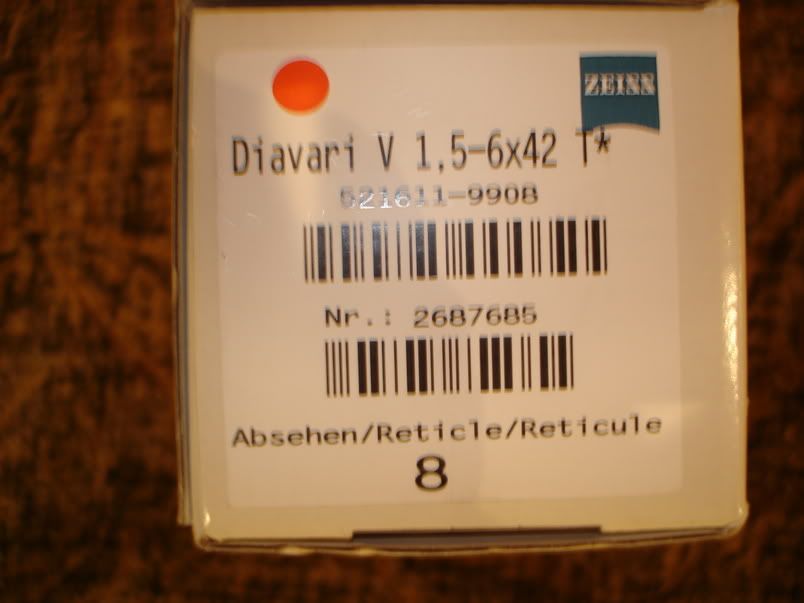 ZEISS
Diavari V 1,5-6x42 T*
521611-9908
Nr.: 2687685
Absehen/Reticle/Reticule
8